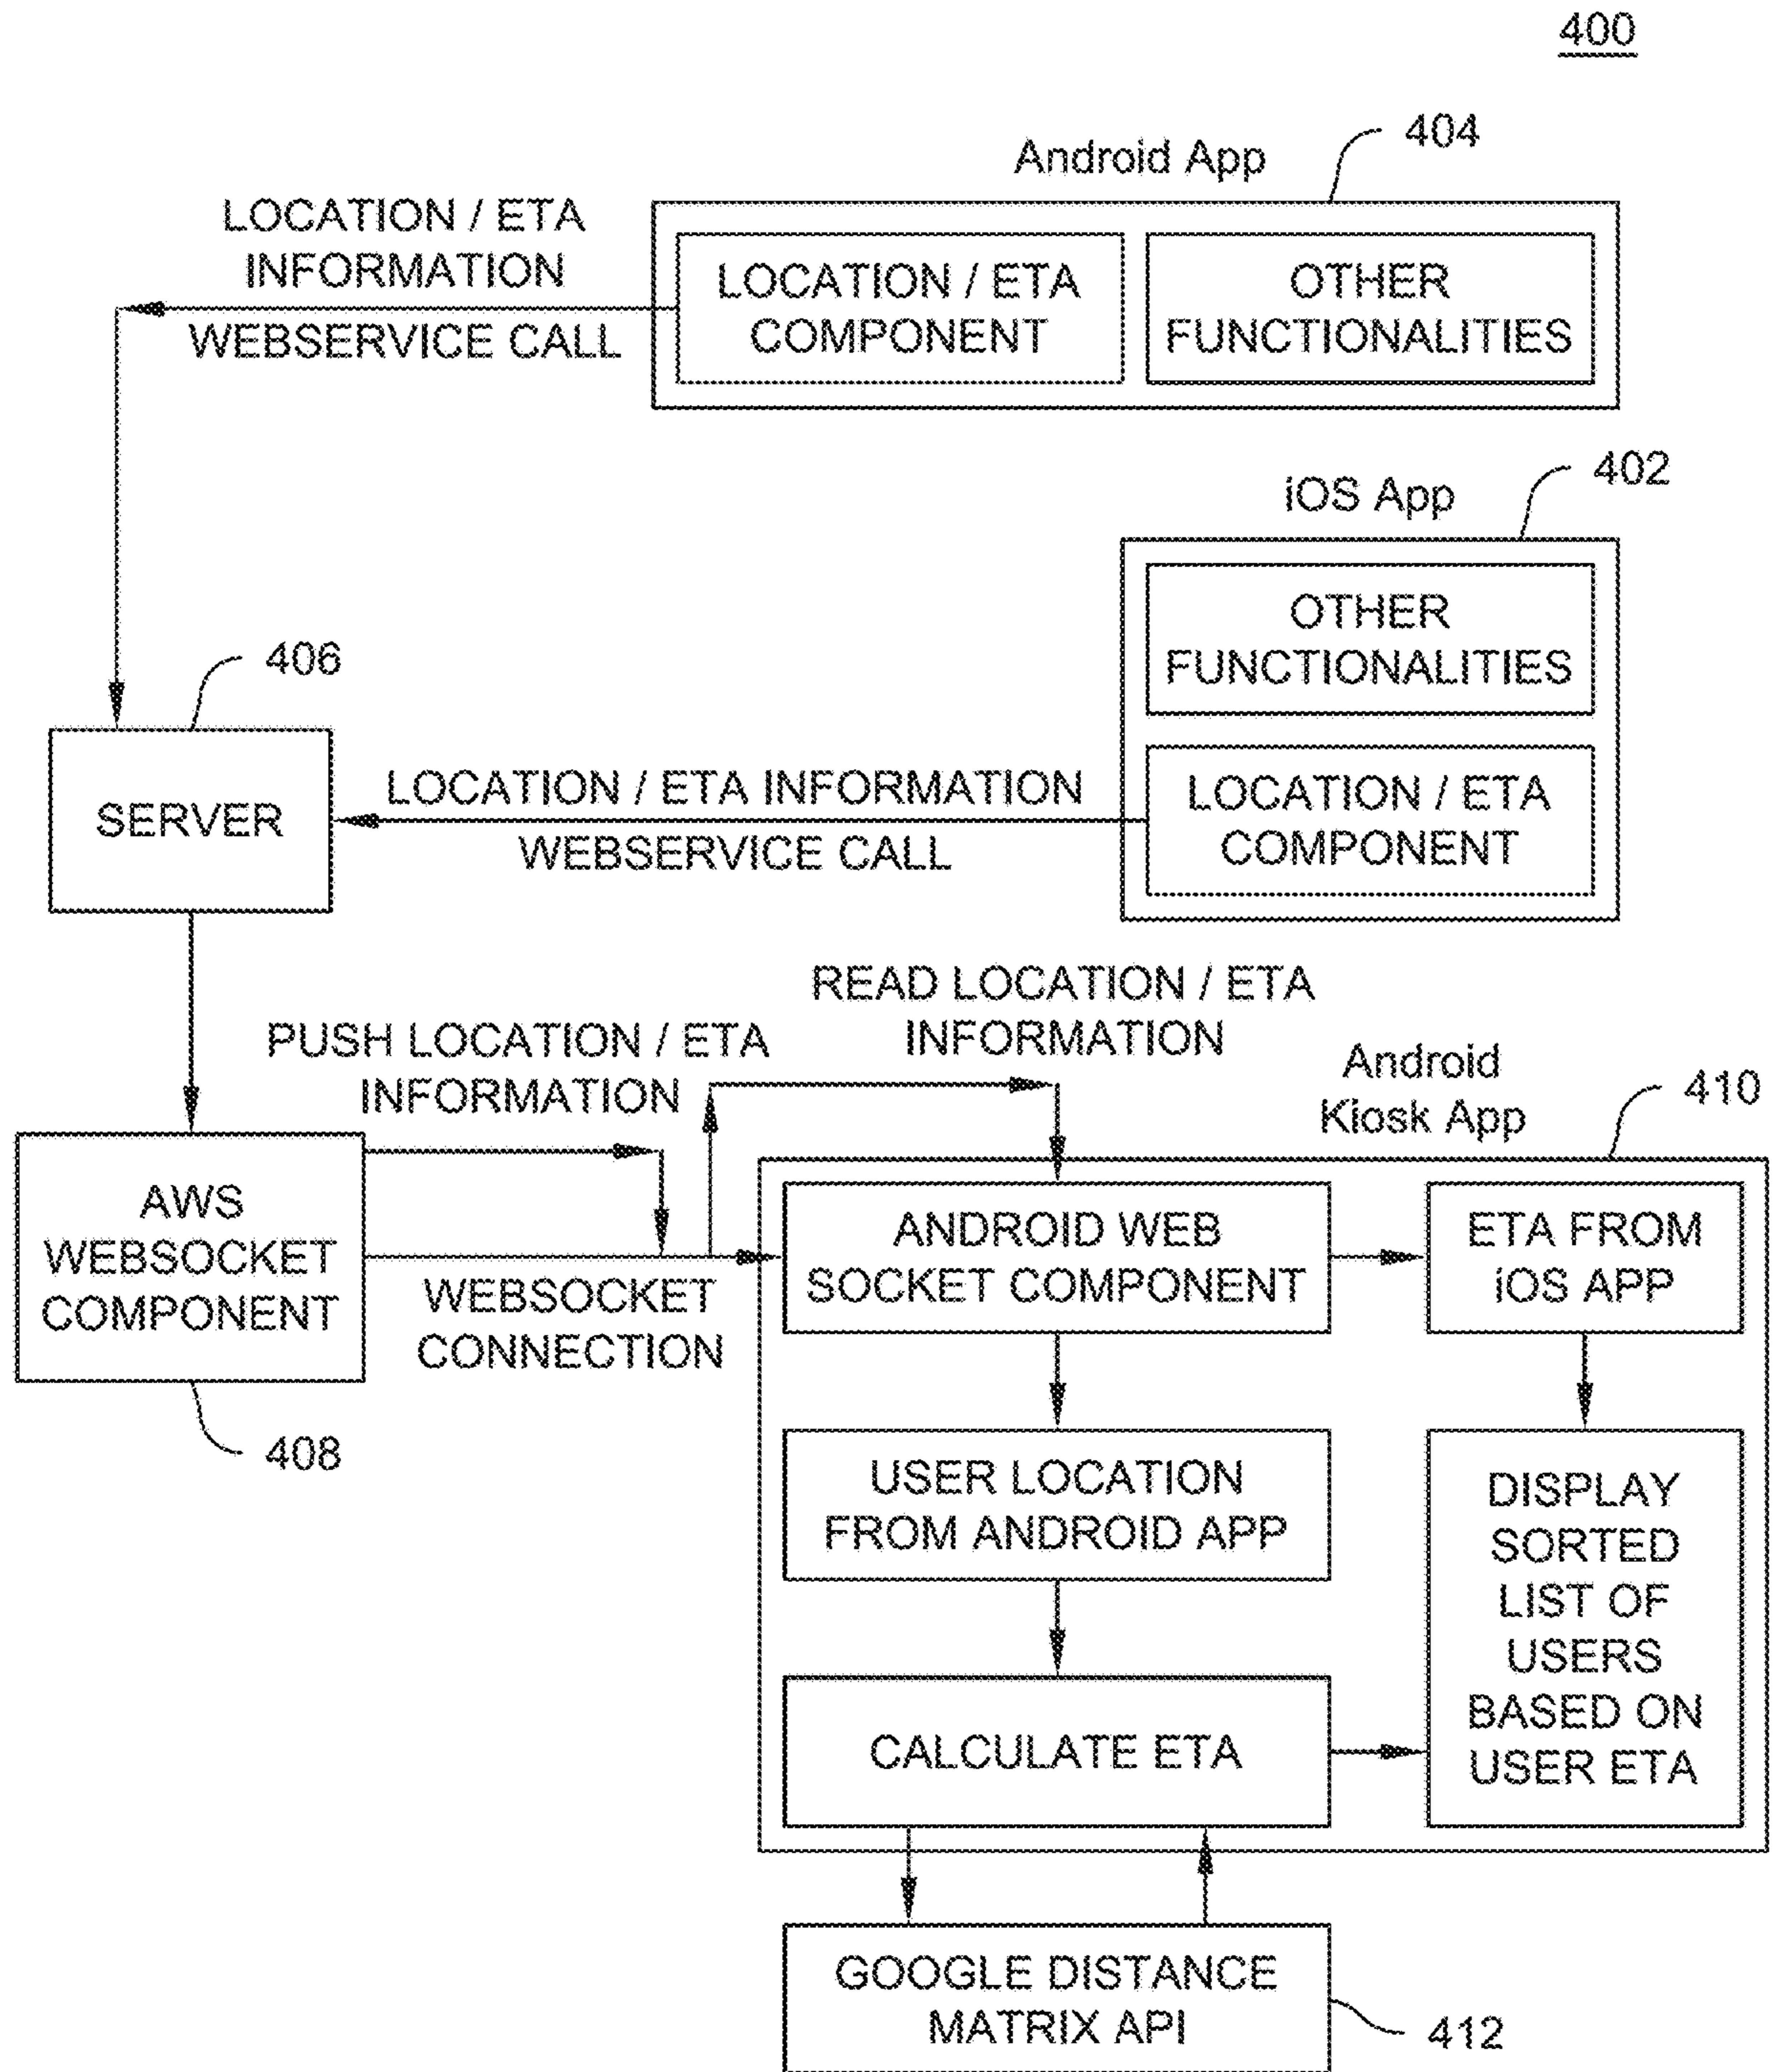 400
Android App
404
LOCATION / ETA
INFORMATION
WEBSERVICE CALL
LOCATION / ETA
COMPONENT
OTHER
FUNCTIONALITIES
iOS App
402
OTHER
FUNCTIONALITIES
LOCATION / ETA
COMPONENT
406
SERVER
LOCATION / ETA INFORMATION
WEBSERVICE CALL
READ LOCATION / ETA
INFORMATION
PUSH LOCATION / ETA
INFORMATION
Android
Kiosk App
410
AWS
WEBSOCKET
COMPONENT
408
WEBSOCKET
CONNECTION
ANDROID WEB
SOCKET COMPONENT
ETA FROM
iOS APP
USER LOCATION
FROM ANDROID APP
DISPLAY
SORTED
LIST OF
USERS
BASED ON
USER ETA
CALCULATE ETA
GOOGLE DISTANCE
MATRIX API
412